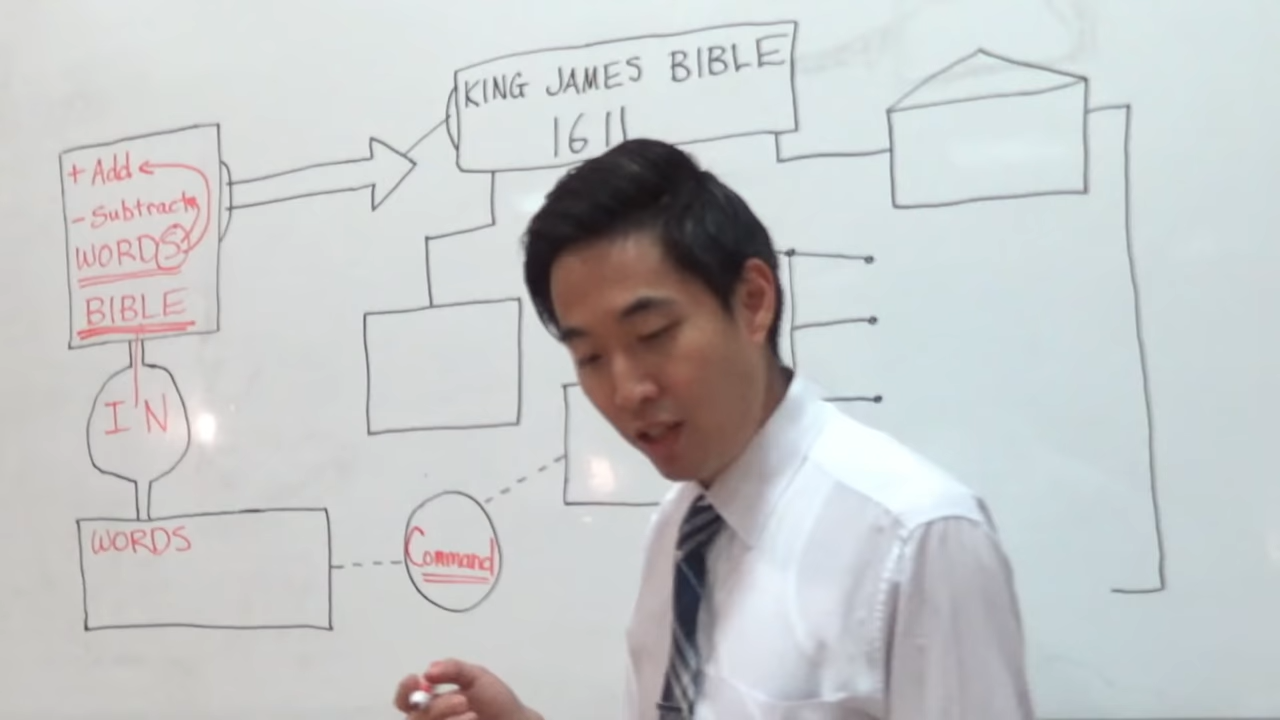 KING JAMES BIBLE
1611
+ Add
- Subtract
WORDS
BIBLE
IN
WORDS
Command